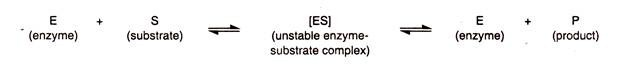 E + S ⇌ [ES] ⇌ E + P
(enzyme) (substrate) (unstable enzyme- (enzyme) (product)
substrate complex)